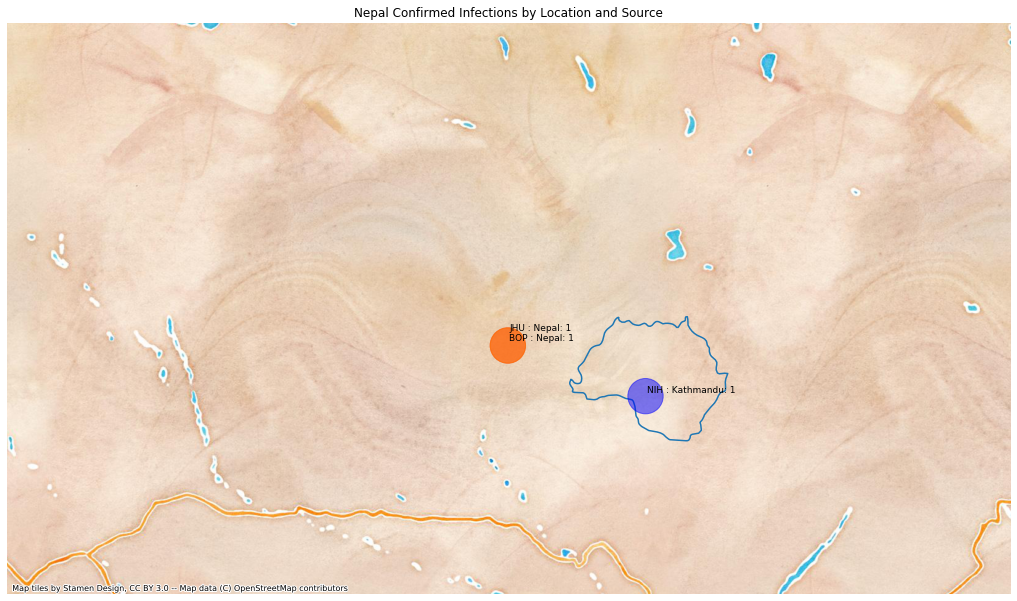 Nepal Confirmed Infections by Location and Source
JHU : Nepal: 1
BOP : Nepal: 1
NIH : Kathmandu: 1
Map tiles by Stamen Design, CC BY 3.0 -- Map data (C) OpenStreetMap contributors